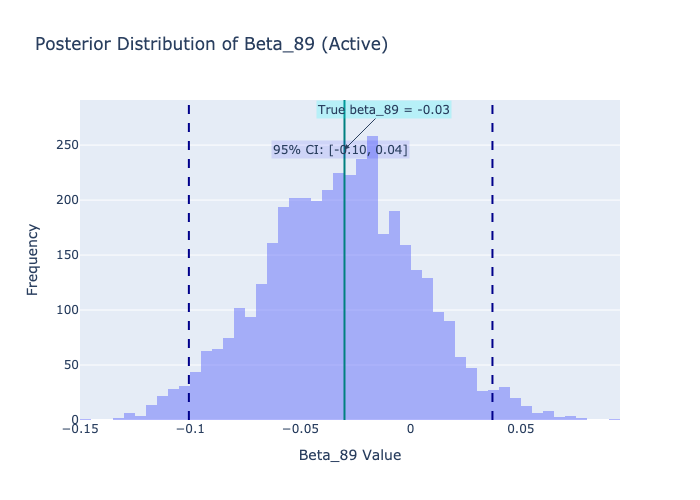 Posterior Distribution of Beta_89 (Active)
True beta_89 = -0.03
95% CI: [-0.10, 0.04]
Frequency
250
200
150
100
50
0
−0.15
−0.1
−0.05
0
0.05
Beta_89 Value